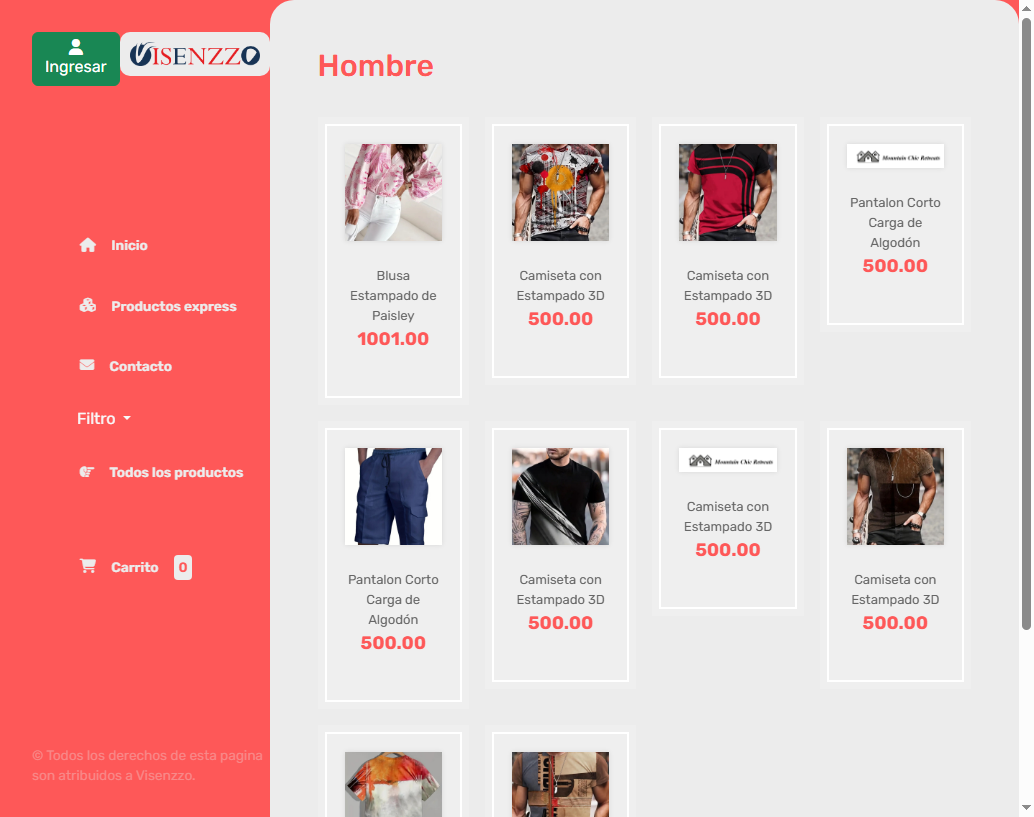 Ingresar
VISENZZO
Inicio
Productos express
Contacto
Filtro
Todos los productos
Carrito 0
© Todos los derechos de esta pagina
son atribuidos a Visenzzo.
Hombre
Blusa
Estampado de
Paisley
1001.00
Camiseta con
Estampado 3D
500.00
Camiseta con
Estampado 3D
500.00
Mountain Chic Retreats
Pantalon Corto
Carga de
Algodón
500.00
Pantalon Corto
Carga de
Algodón
500.00
Camiseta con
Estampado 3D
500.00
Mountain Chic Retreats
Camiseta con
Estampado 3D
500.00
Camiseta con
Estampado 3D
500.00